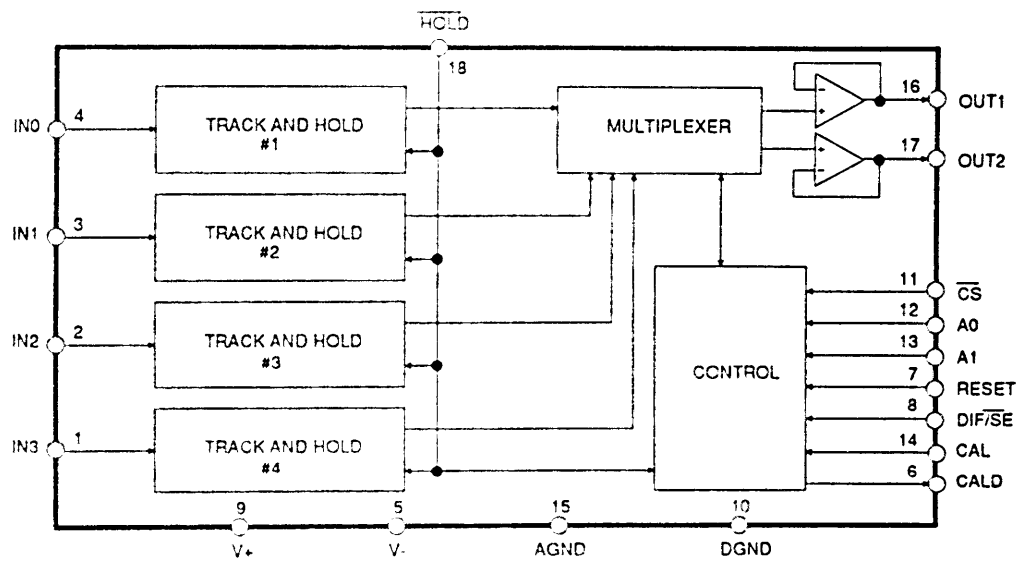 HOLD
18
IN0 4
TRACK AND HOLD
#1
MULTIPLEXER
-
+
16
OUT1
+
-
17
OUT2
IN1 3
TRACK AND HOLD
#2
IN2 2
TRACK AND HOLD
#3
IN3 1
TRACK AND HOLD
#4
CONTROL
11
CS
12
A0
13
A1
7
RESET
8
DIF/SE
14
CAL
6
CALD
9
V+
5
V-
15
AGND
10
DGND